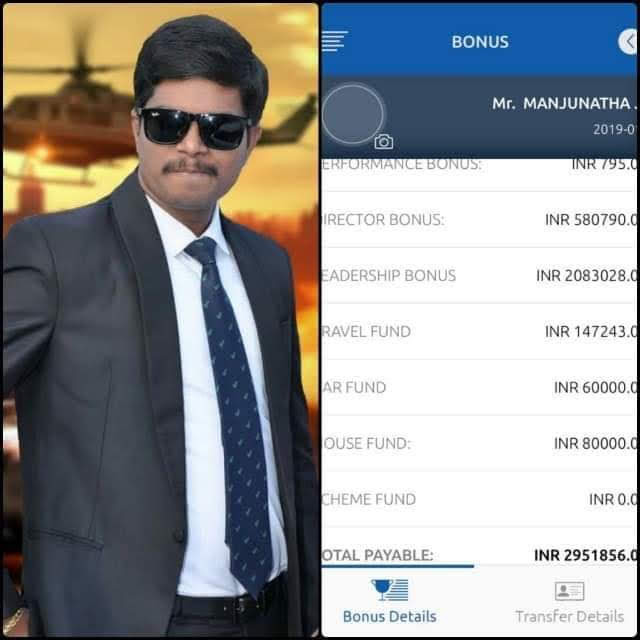 BONUS
Mr. MANJUNATHA
2019-0
ERFORMANCE BONUS: INR 795.0
IRECTOR BONUS: INR 580790.0
EADERSHIP BONUS INR 2083028.0
RAVEL FUND INR 147243.0
AR FUND INR 60000.0
OUSE FUND: INR 80000.0
CHEME FUND INR 0.0
OTAL PAYABLE: INR 2951856.0
Bonus Details Transfer Details